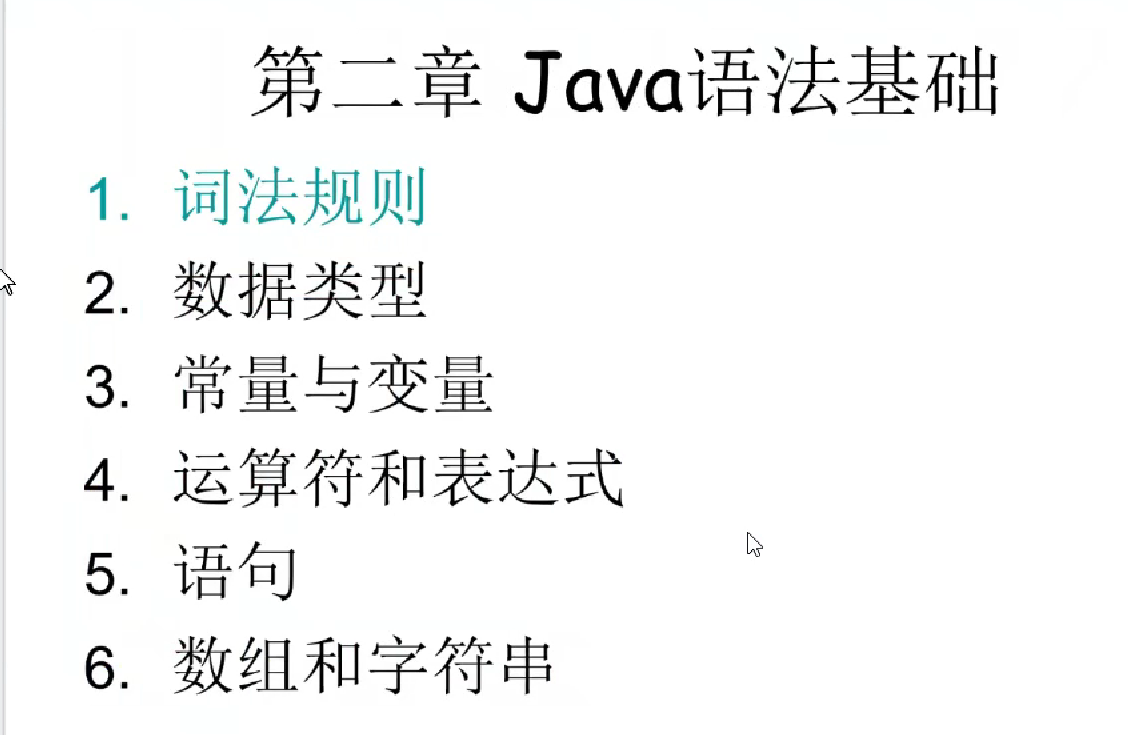 第二章 Java语法基础
1. 词法规则
2. 数据类型
3. 常量与变量
4. 运算符和表达式
5. 语句
6. 数组和字符串